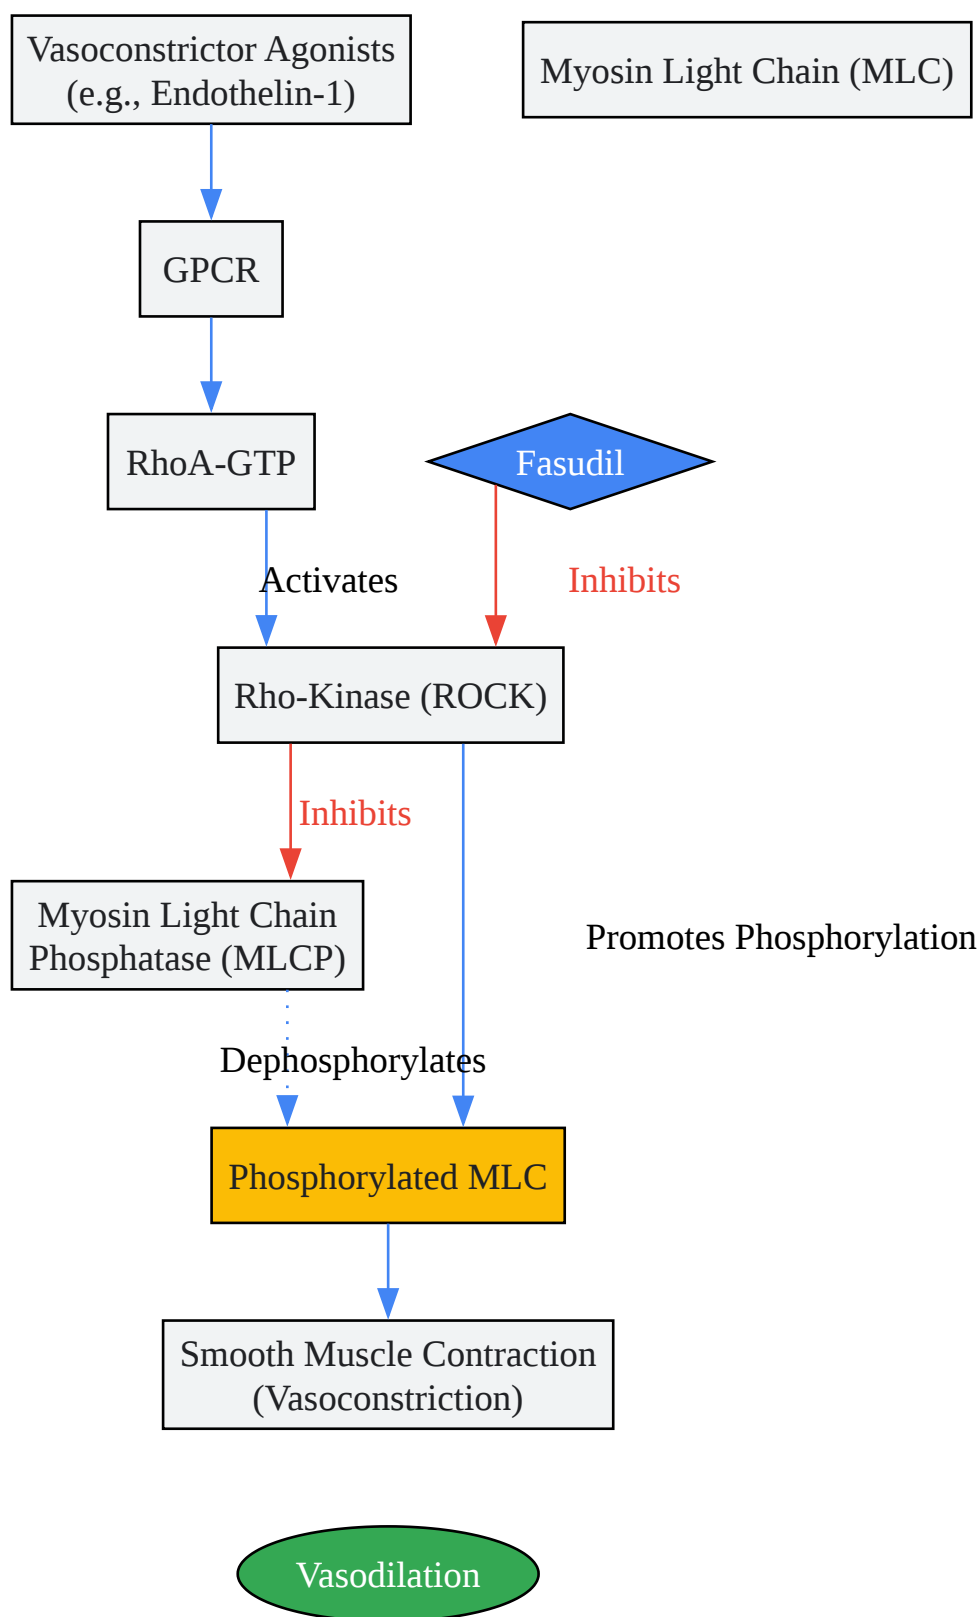 Vasoconstrictor Agonists
(e.g., Endothelin-1)
Myosin Light Chain (MLC)
GPCR
RhoA-GTP
Fasudil
Activates
Inhibits
Rho-Kinase (ROCK)
Inhibits
Myosin Light Chain
Phosphatase (MLCP)
Promotes Phosphorylation
Dephosphorylates
Phosphorylated MLC
Smooth Muscle Contraction
(Vasoconstriction)
Vasodilation